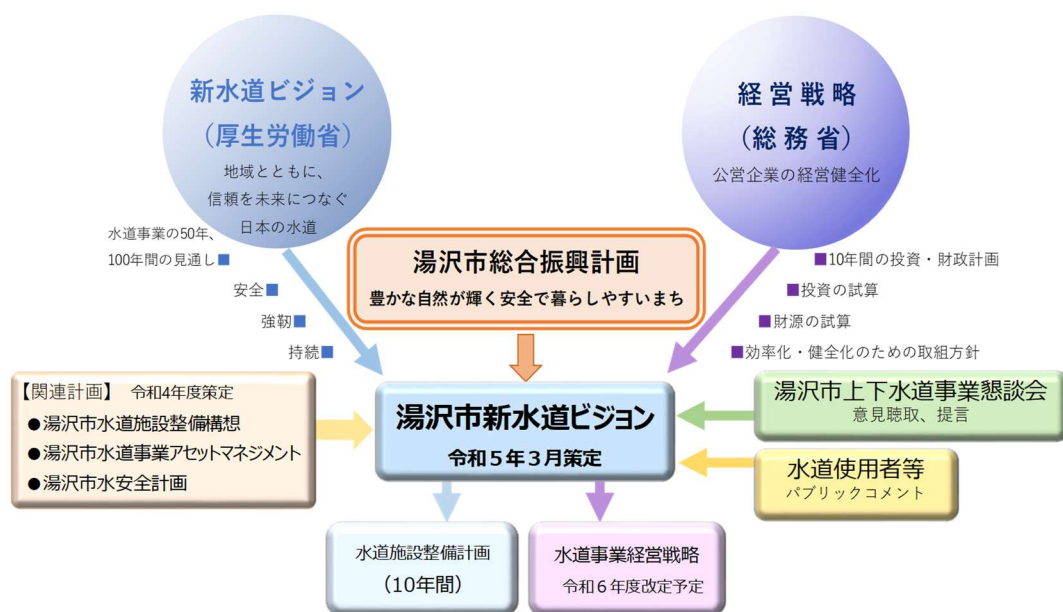 新水道ビジョン
（厚生労働省）
地域とともに、
信頼を未来につなぐ
日本の水道
経営戦略
（総務省）
公営企業の経営健全化
水道事業の50年、
100年間の見通し■
安全■
強靭■
持続■
湯沢市総合振興計画
豊かな自然が輝く安全で暮らしやすいまち
■10年間の投資・財政計画
■投資の試算
■財源の試算
■効率化・健全化のための取組方針
【関連計画】 令和4年度策定
●湯沢市水道施設整備構想
●湯沢市水道事業アセットマネジメント
●湯沢市水安全計画
湯沢市新水道ビジョン
令和５年３月策定
湯沢市上下水道事業懇談会
意見聴取、提言
水道使用者等
パブリックコメント
水道施設整備計画
（10年間）
水道事業経営戦略
令和６年度改定予定